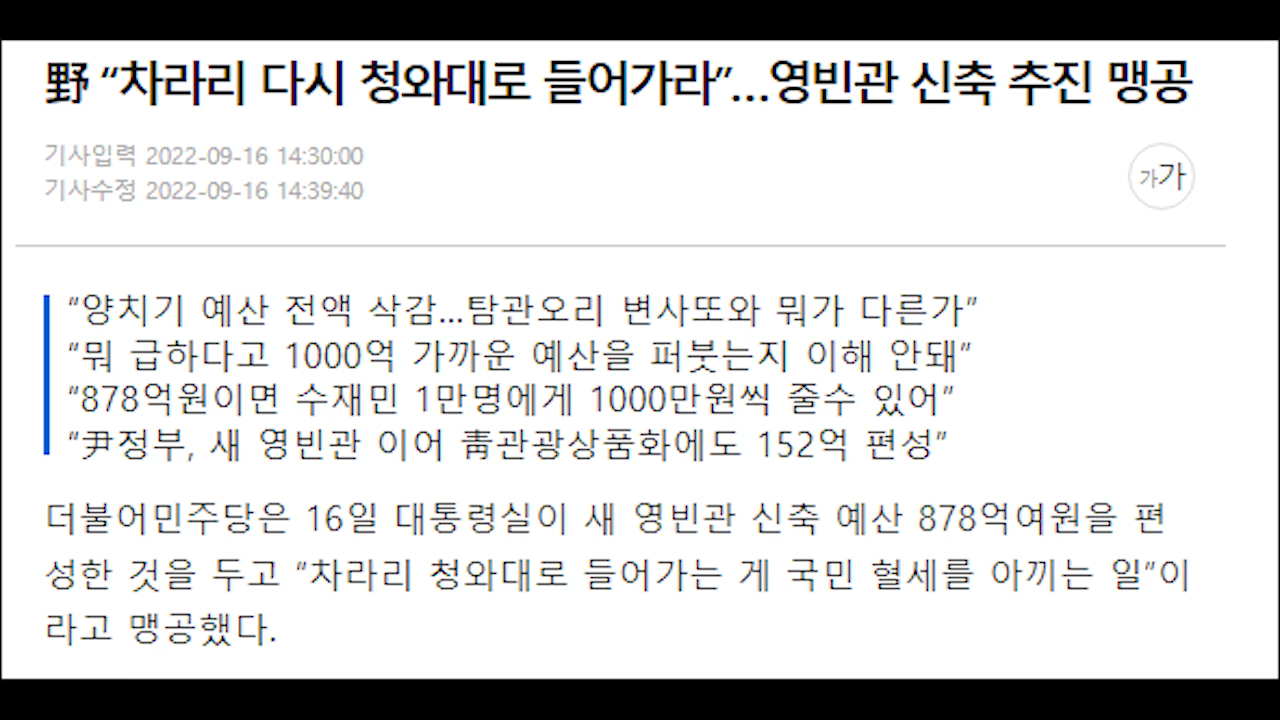 野 “차라리 다시 청와대로 들어가라”...영빈관 신축 추진 맹공
기사입력 2022-09-16 14:30:00
기사수정 2022-09-16 14:39:40
가가
“양치기 예산 전액 삭감...탐관오리 변사또와 뭐가 다른가”
“뭐 급하다고 1000억 가까운 예산을 퍼붓는지 이해 안돼”
“878억원이면 수재민 1만명에게 1000만원씩 줄수 있어”
“尹정부, 새 영빈관 이어 靑관광상품화에도 152억 편성”
더불어민주당은 16일 대통령실이 새 영빈관 신축 예산 878억여원을 편
성한 것을 두고 “차라리 청와대로 들어가는 게 국민 혈세를 아끼는 일”이
라고 맹공했다.